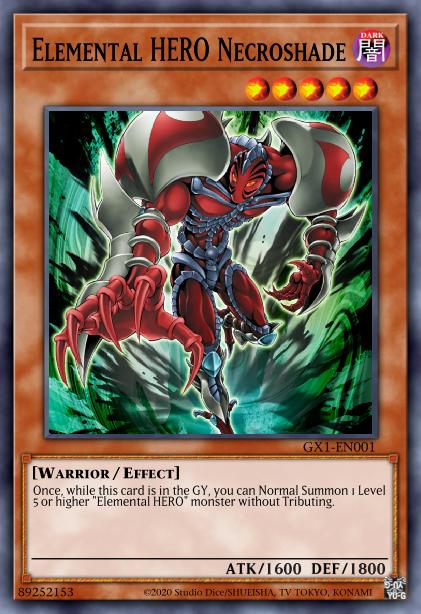 Elemental HERO Necroshade
DARK
闇
GX1-EN001
[Warrior / Effect]
Once, while this card is in the GY, you can Normal Summon 1 Level
5 or higher "Elemental HERO" monster without Tributing.
ATK/1600 DEF/1800
89252153
©2020 Studio Dice/SHUEISHA, TV TOKYO, KONAMI